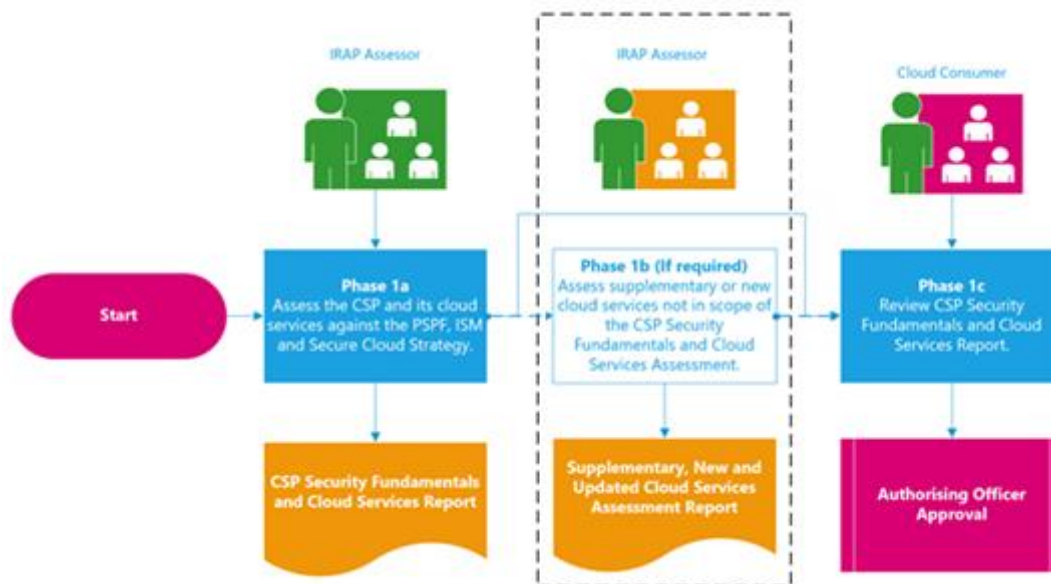 IRAP Assessor
IRAP Assessor
Cloud Consumer
Start
Phase 1a
Assess the CSP and its cloud
services against the PSPF, ISM
and Secure Cloud Strategy.
Phase 1b (If required)
Assess supplementary or new
cloud services not in scope of
the CSP Security
Fundamentals and Cloud
Services Assessment.
Phase 1c
Review CSP Security
Fundamentals and Cloud
Services Report.
CSP Security Fundamentals
and Cloud Services Report
Supplementary, New and
Updated Cloud Services
Assessment Report
Authorising Officer
Approval